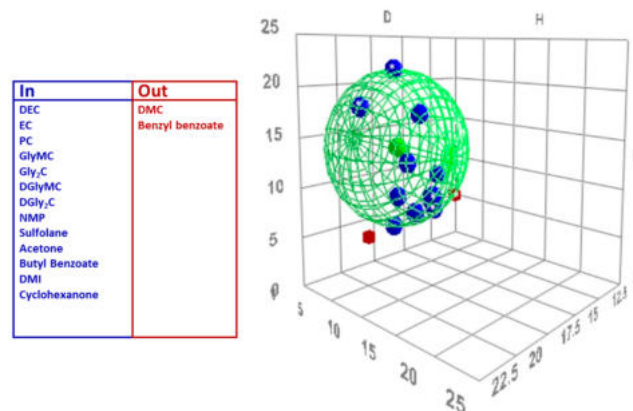 In Out
DEC DMC
EC Benzyl benzoate
PC
GlyMC
Gly₂C
DGlyMC
DGly₂C
NMP
Sulfolane
Acetone
Butyl Benzoate
DMI
Cyclohexanone
D H
25
20
15
10
5
0
5
10
15
20
25
22.5
20
17.5
15
12.5